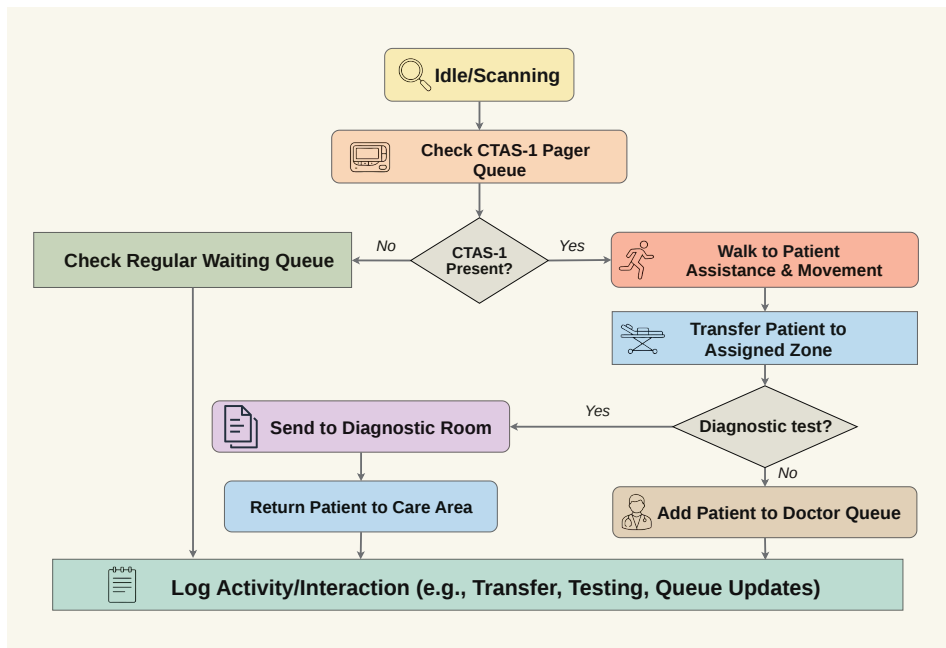 Idle/Scanning
Check CTAS-1 Pager
Queue
No
CTAS-1
Present?
Yes
Check Regular Waiting Queue
Walk to Patient
Assistance & Movement
Transfer Patient to
Assigned Zone
Send to Diagnostic Room
Yes
Diagnostic test?
No
Return Patient to Care Area
Add Patient to Doctor Queue
Log Activity/Interaction (e.g., Transfer, Testing, Queue Updates)